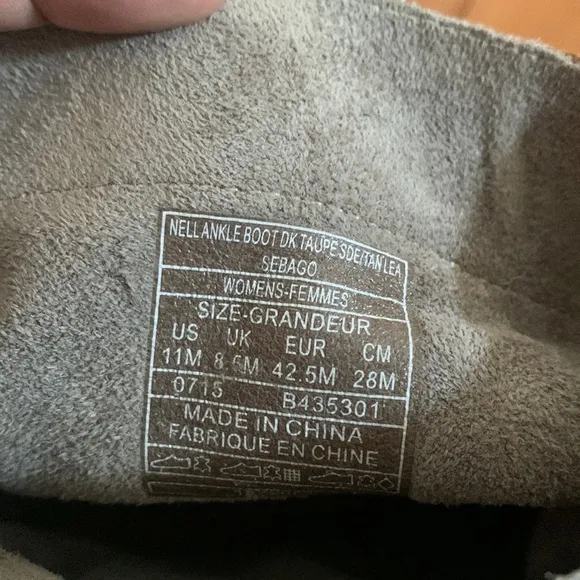 NELL ANKLE BOOT DK TAUPE SDE/TAN LEA
SEBAGO
WOMENS-FEMMES
SIZE-GRANDEUR
US UK EUR CM
11M 8.5M 42.5M 28M
0715 B435301
MADE IN CHINA
FABRIQUE EN CHINE